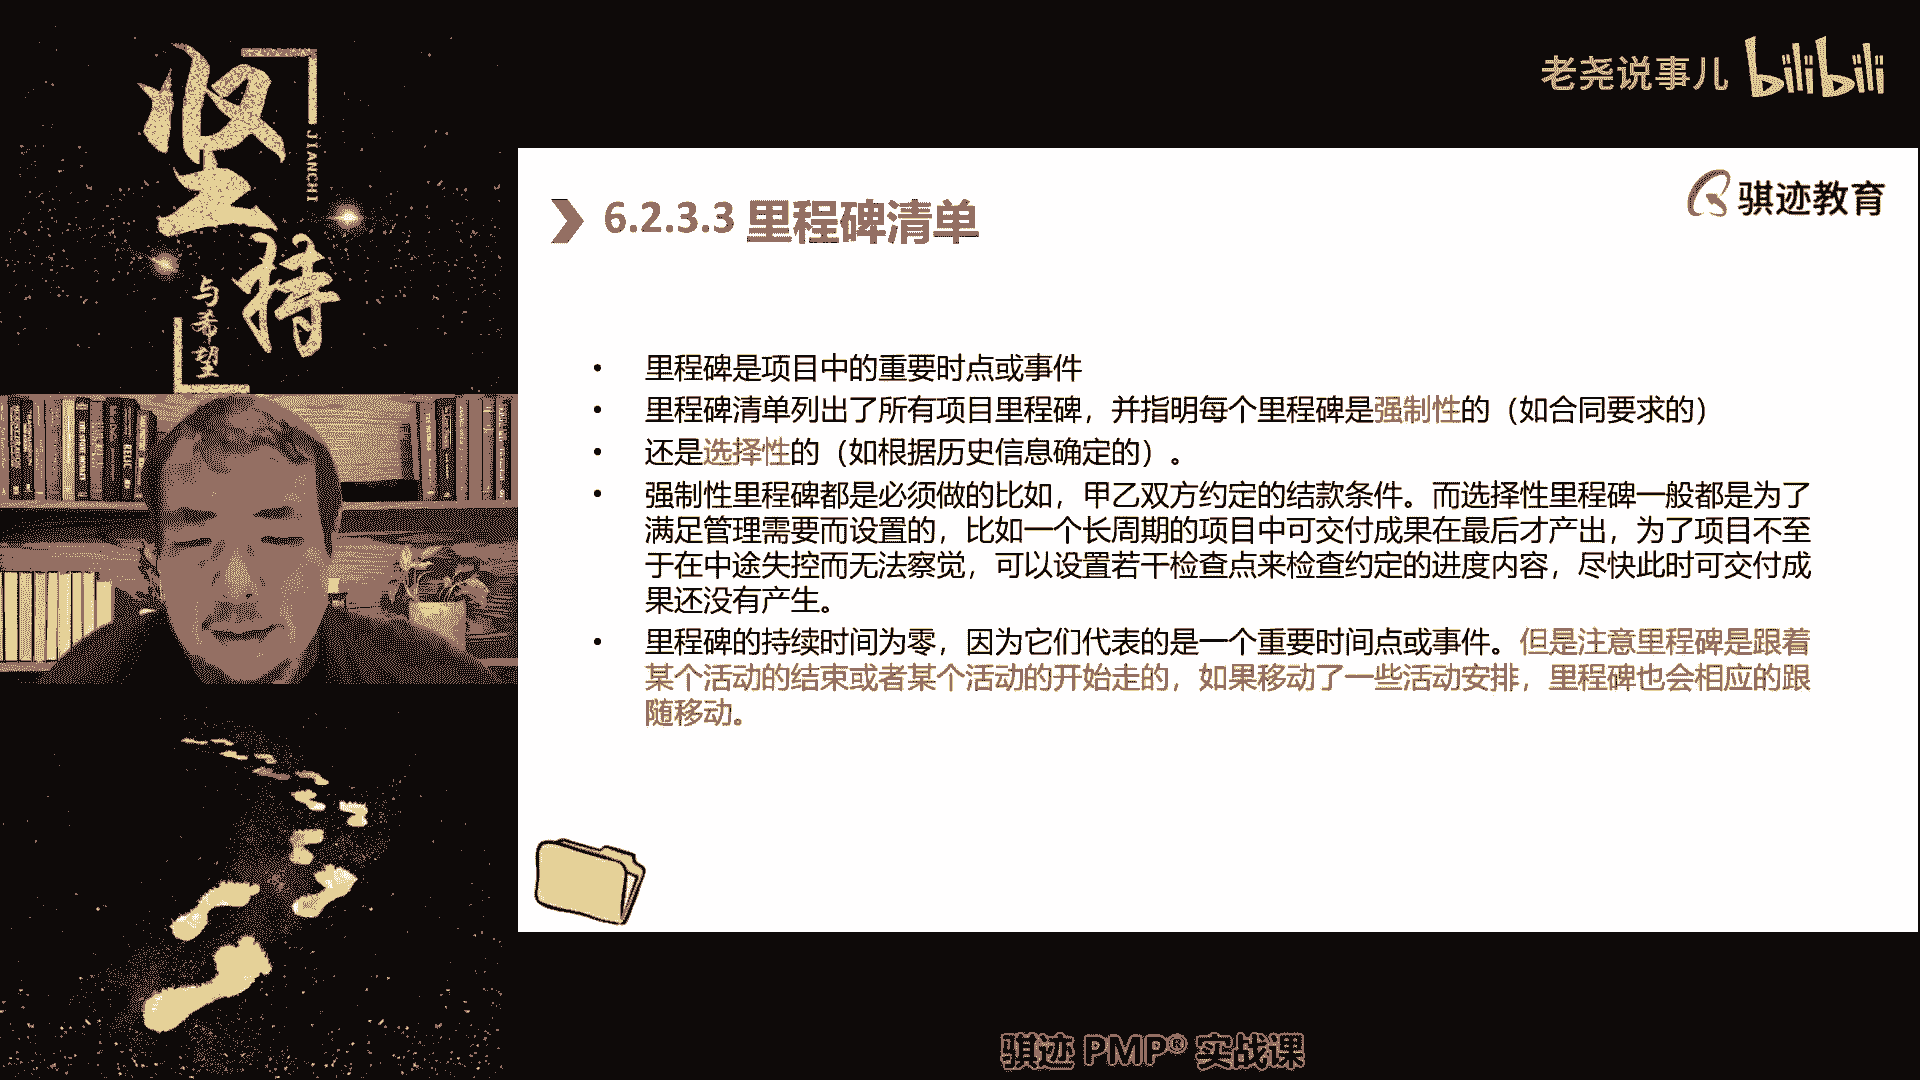 坚
持
JIANCHI
与希望
老尧说事儿 bilibili
骐迹教育
6.2.3.3 里程碑清单
• 里程碑是项目中的重要时点或事件
• 里程碑清单列出了所有项目里程碑，并指明每个里程碑是强制性的（如合同要求的）
• 还是选择性的（如根据历史信息确定的）。
• 强制性里程碑都是必须做的比如，甲乙双方约定的结款条件。而选择性里程碑一般都是为了
满足管理需要而设置的，比如一个长周期的项目中可交付成果在最后才产出，为了项目不至
于在中途失控而无法察觉，可以设置若干检查点来检查约定的进度内容，尽快此时可交付成
果还没有产生。
• 里程碑的持续时间为零，因为它们代表的是一个重要时间点或事件。但是注意里程碑是跟着
某个活动的结束或者某个活动的开始走的，如果移动了一些活动安排，里程碑也会相应的跟
随移动。
骐迹 PMP® 实战课